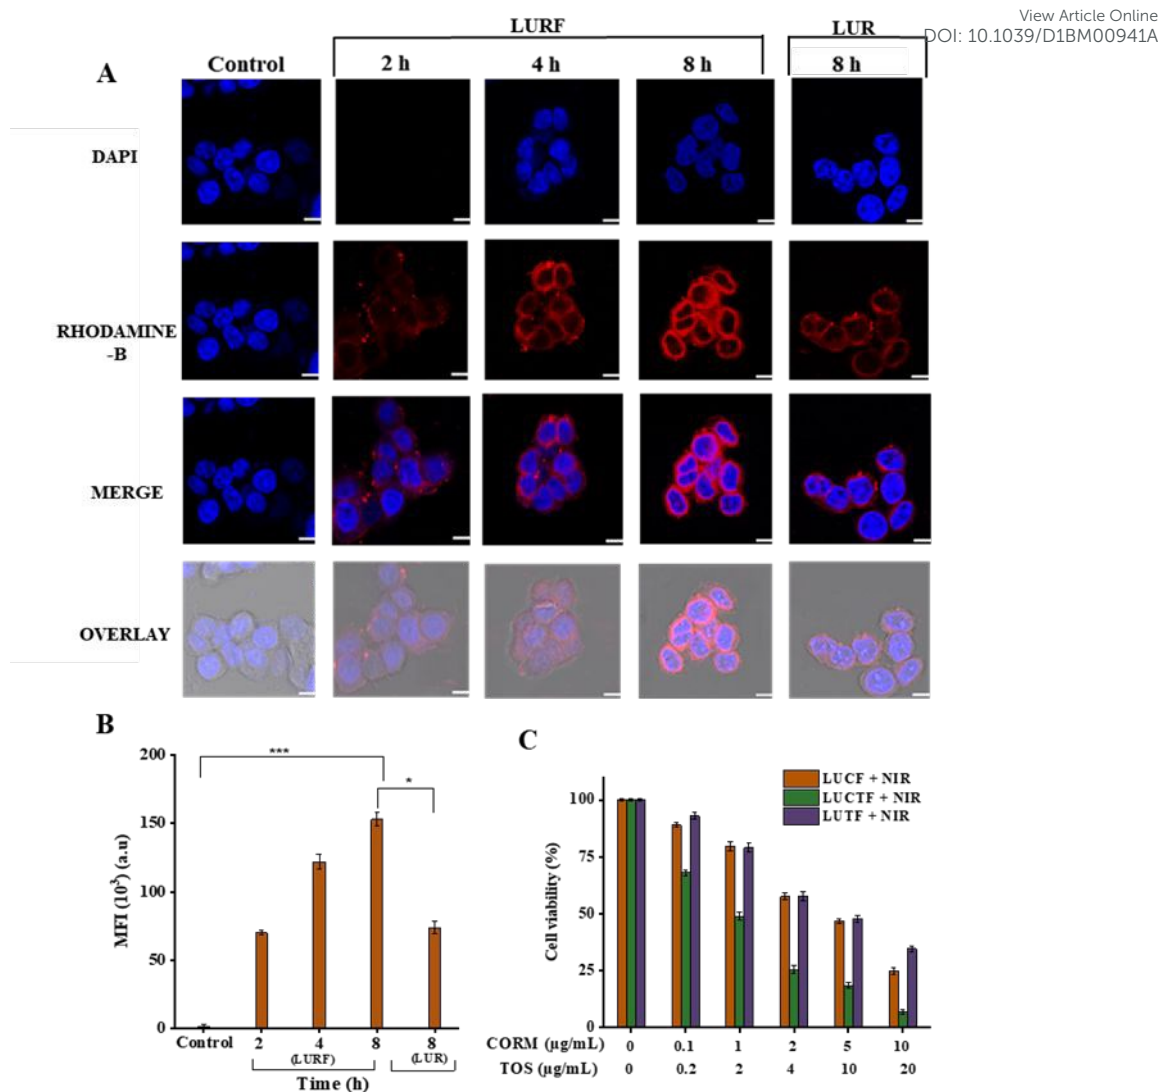 View Article Online
DOI: 10.1039/D1BM00941A
LURF
LUR
A
Control
2 h
4 h
8 h
8 h
DAPI
RHODAMINE
-B
MERGE
OVERLAY
B
200
150
100
50
0
MFI (10³) (a.u)
***
*
Control
2
4
8
8
(LURF)
(LUR)
Time (h)
C
LUCF + NIR
LUCTF + NIR
LUTF + NIR
100
75
50
25
0
Cell viability (%)
CORM (µg/mL) 0 0.1 1 2 5 10
TOS (µg/mL) 0 0.2 2 4 10 20